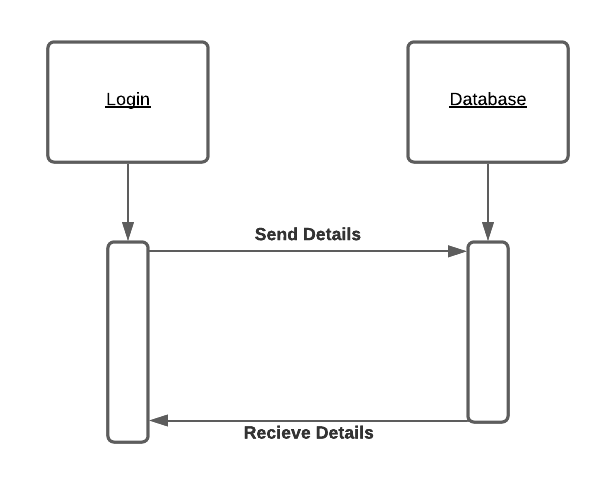 Login
Database
Send Details
Recieve Details